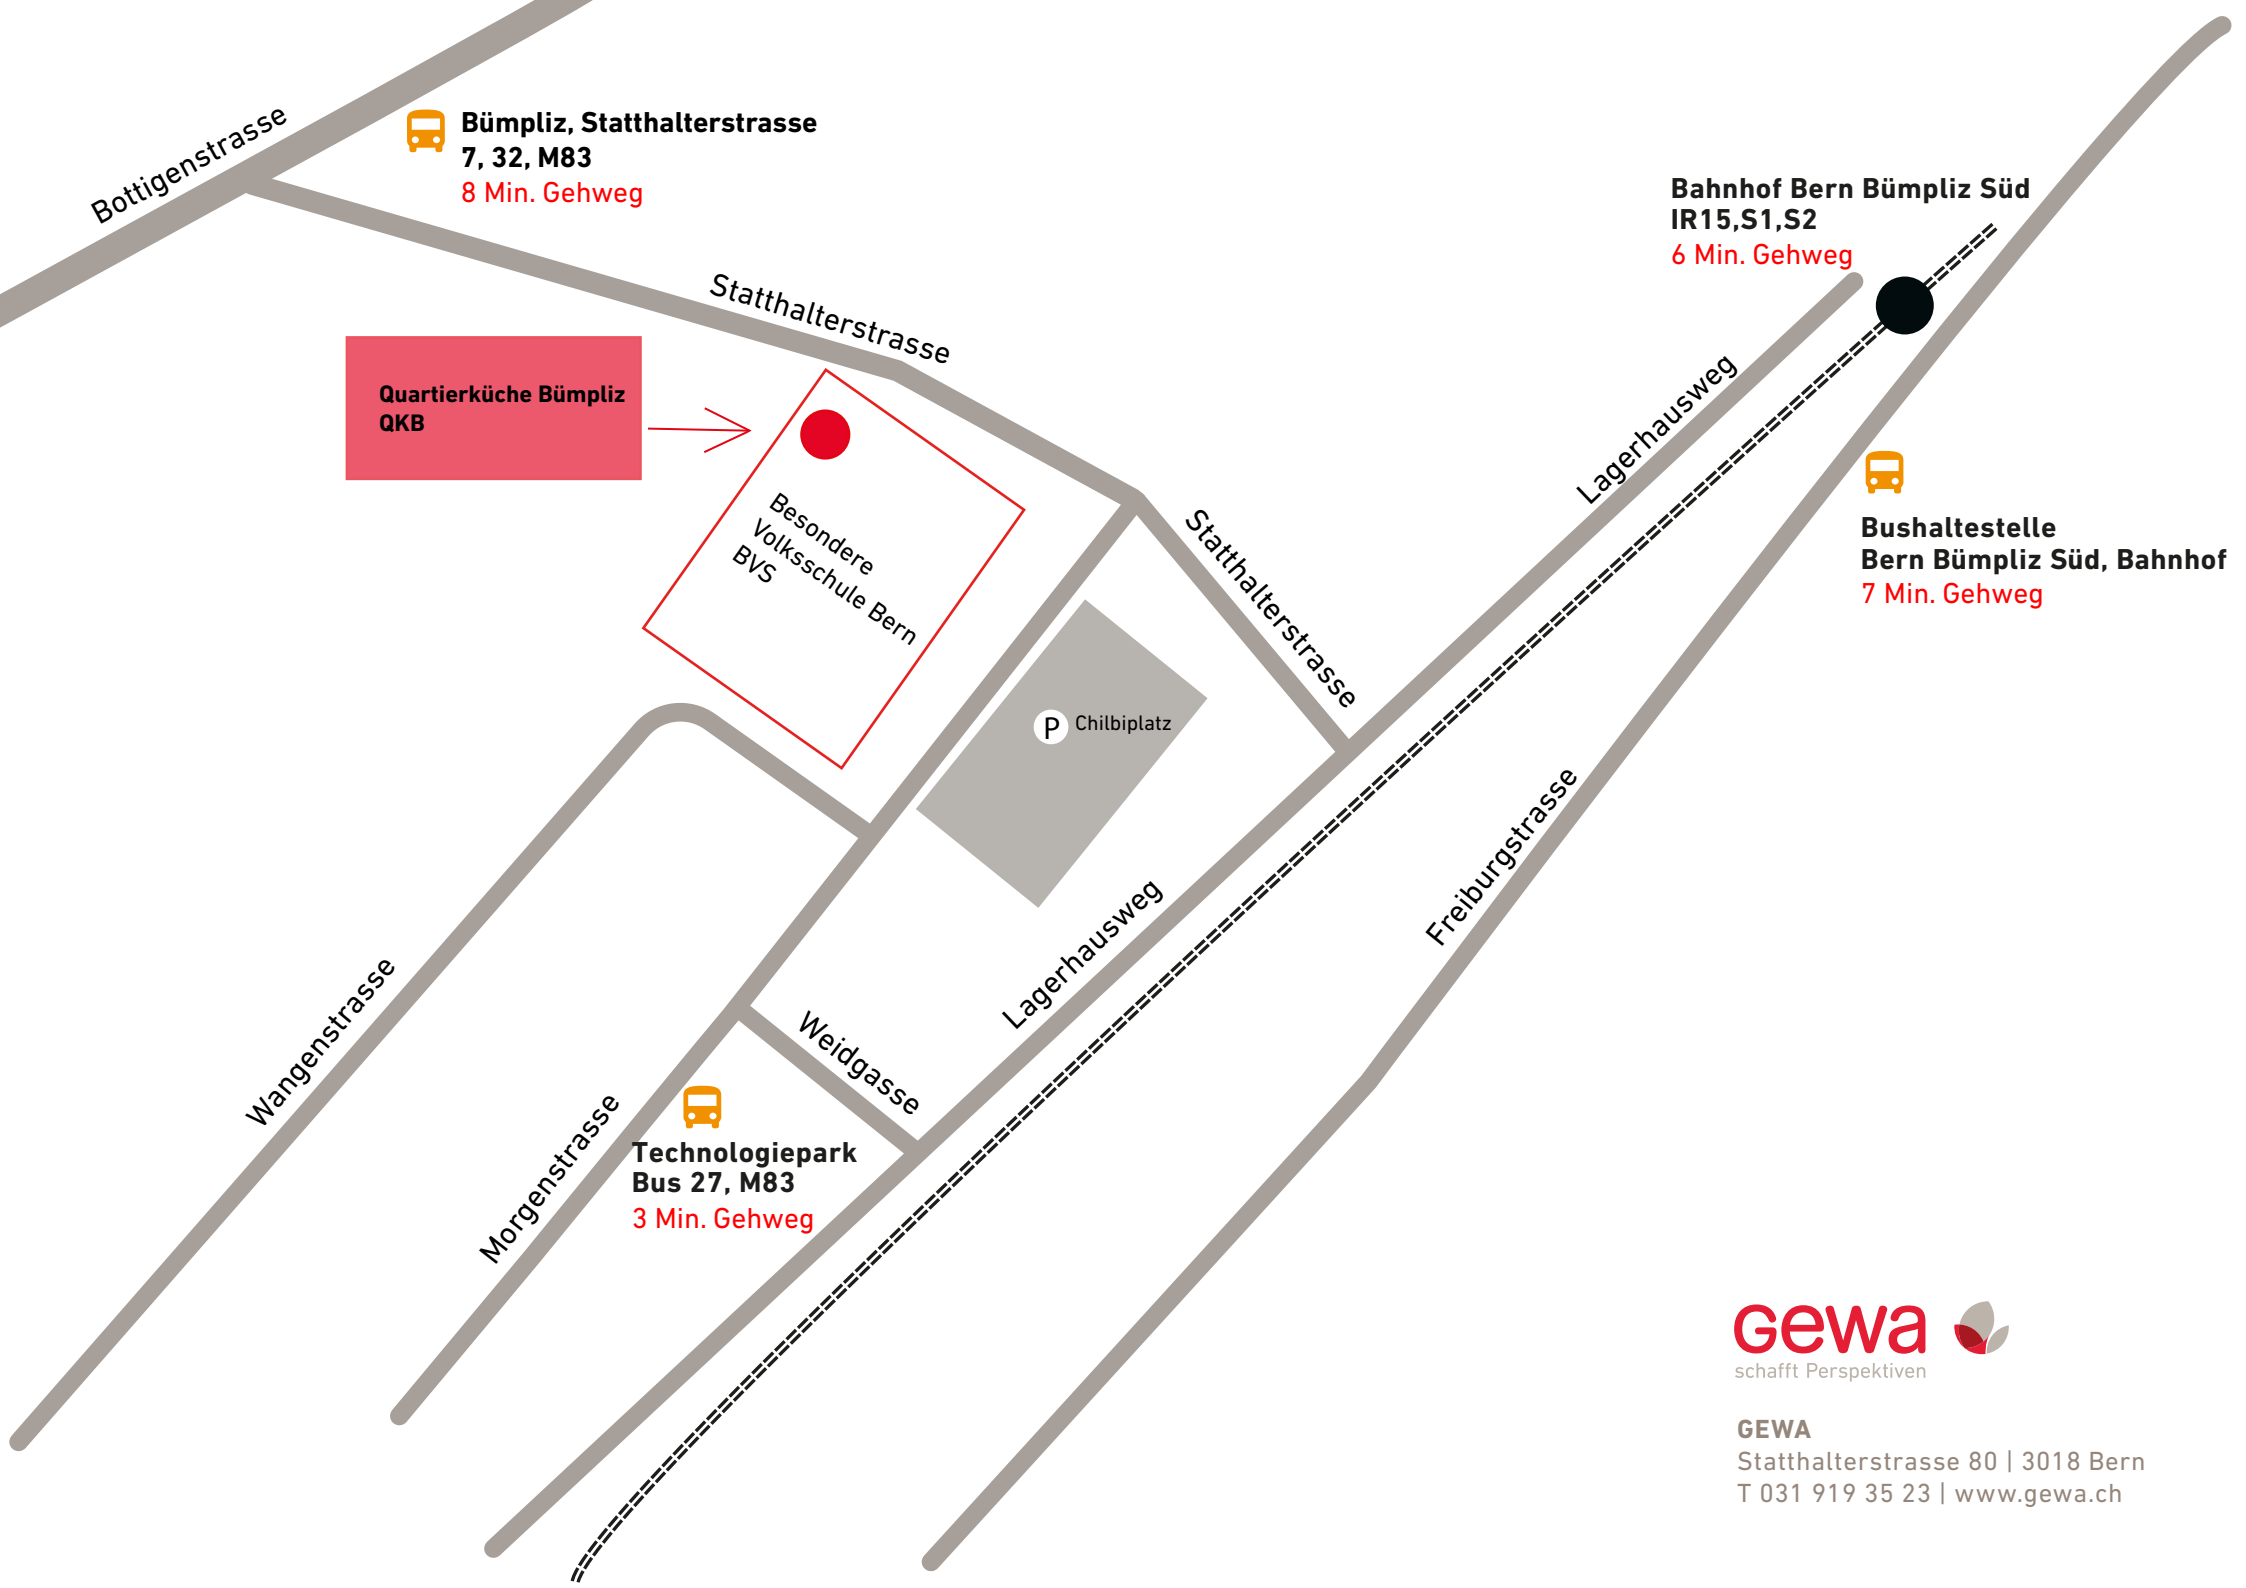 Bottigenstrasse
Bümpliz, Statthalterstrasse
7, 32, M83
8 Min. Gehweg
Bahnhof Bern Bümpliz Süd
IR15,S1,S2
6 Min. Gehweg
Statthalterstrasse
Quartierküche Bümpliz
QKB
Besondere
Volksschule Bern
BVS
Statthalterstrasse
Lagerhausweg
Bushaltestelle
Bern Bümpliz Süd, Bahnhof
7 Min. Gehweg
P Chilbiplatz
Freiburgstrasse
Lagerhausweg
Wangenstrasse
Weidgasse
Morgenstrasse
Technologiepark
Bus 27, M83
3 Min. Gehweg
Gewa
schafft Perspektiven
GEWA
Statthalterstrasse 80 | 3018 Bern
T 031 919 35 23 | www.gewa.ch